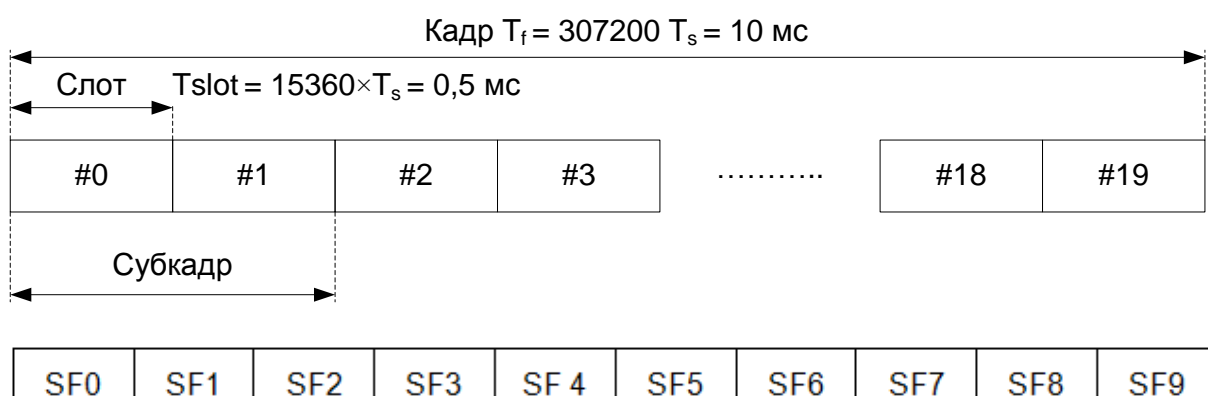 Кадр Tf = 307200 Ts = 10 мс
Слот Tslot = 15360×Ts = 0,5 мс
#0 #1 #2 #3 ……….. #18 #19
Субкадр
SF0 SF1 SF2 SF3 SF 4 SF5 SF6 SF7 SF8 SF9